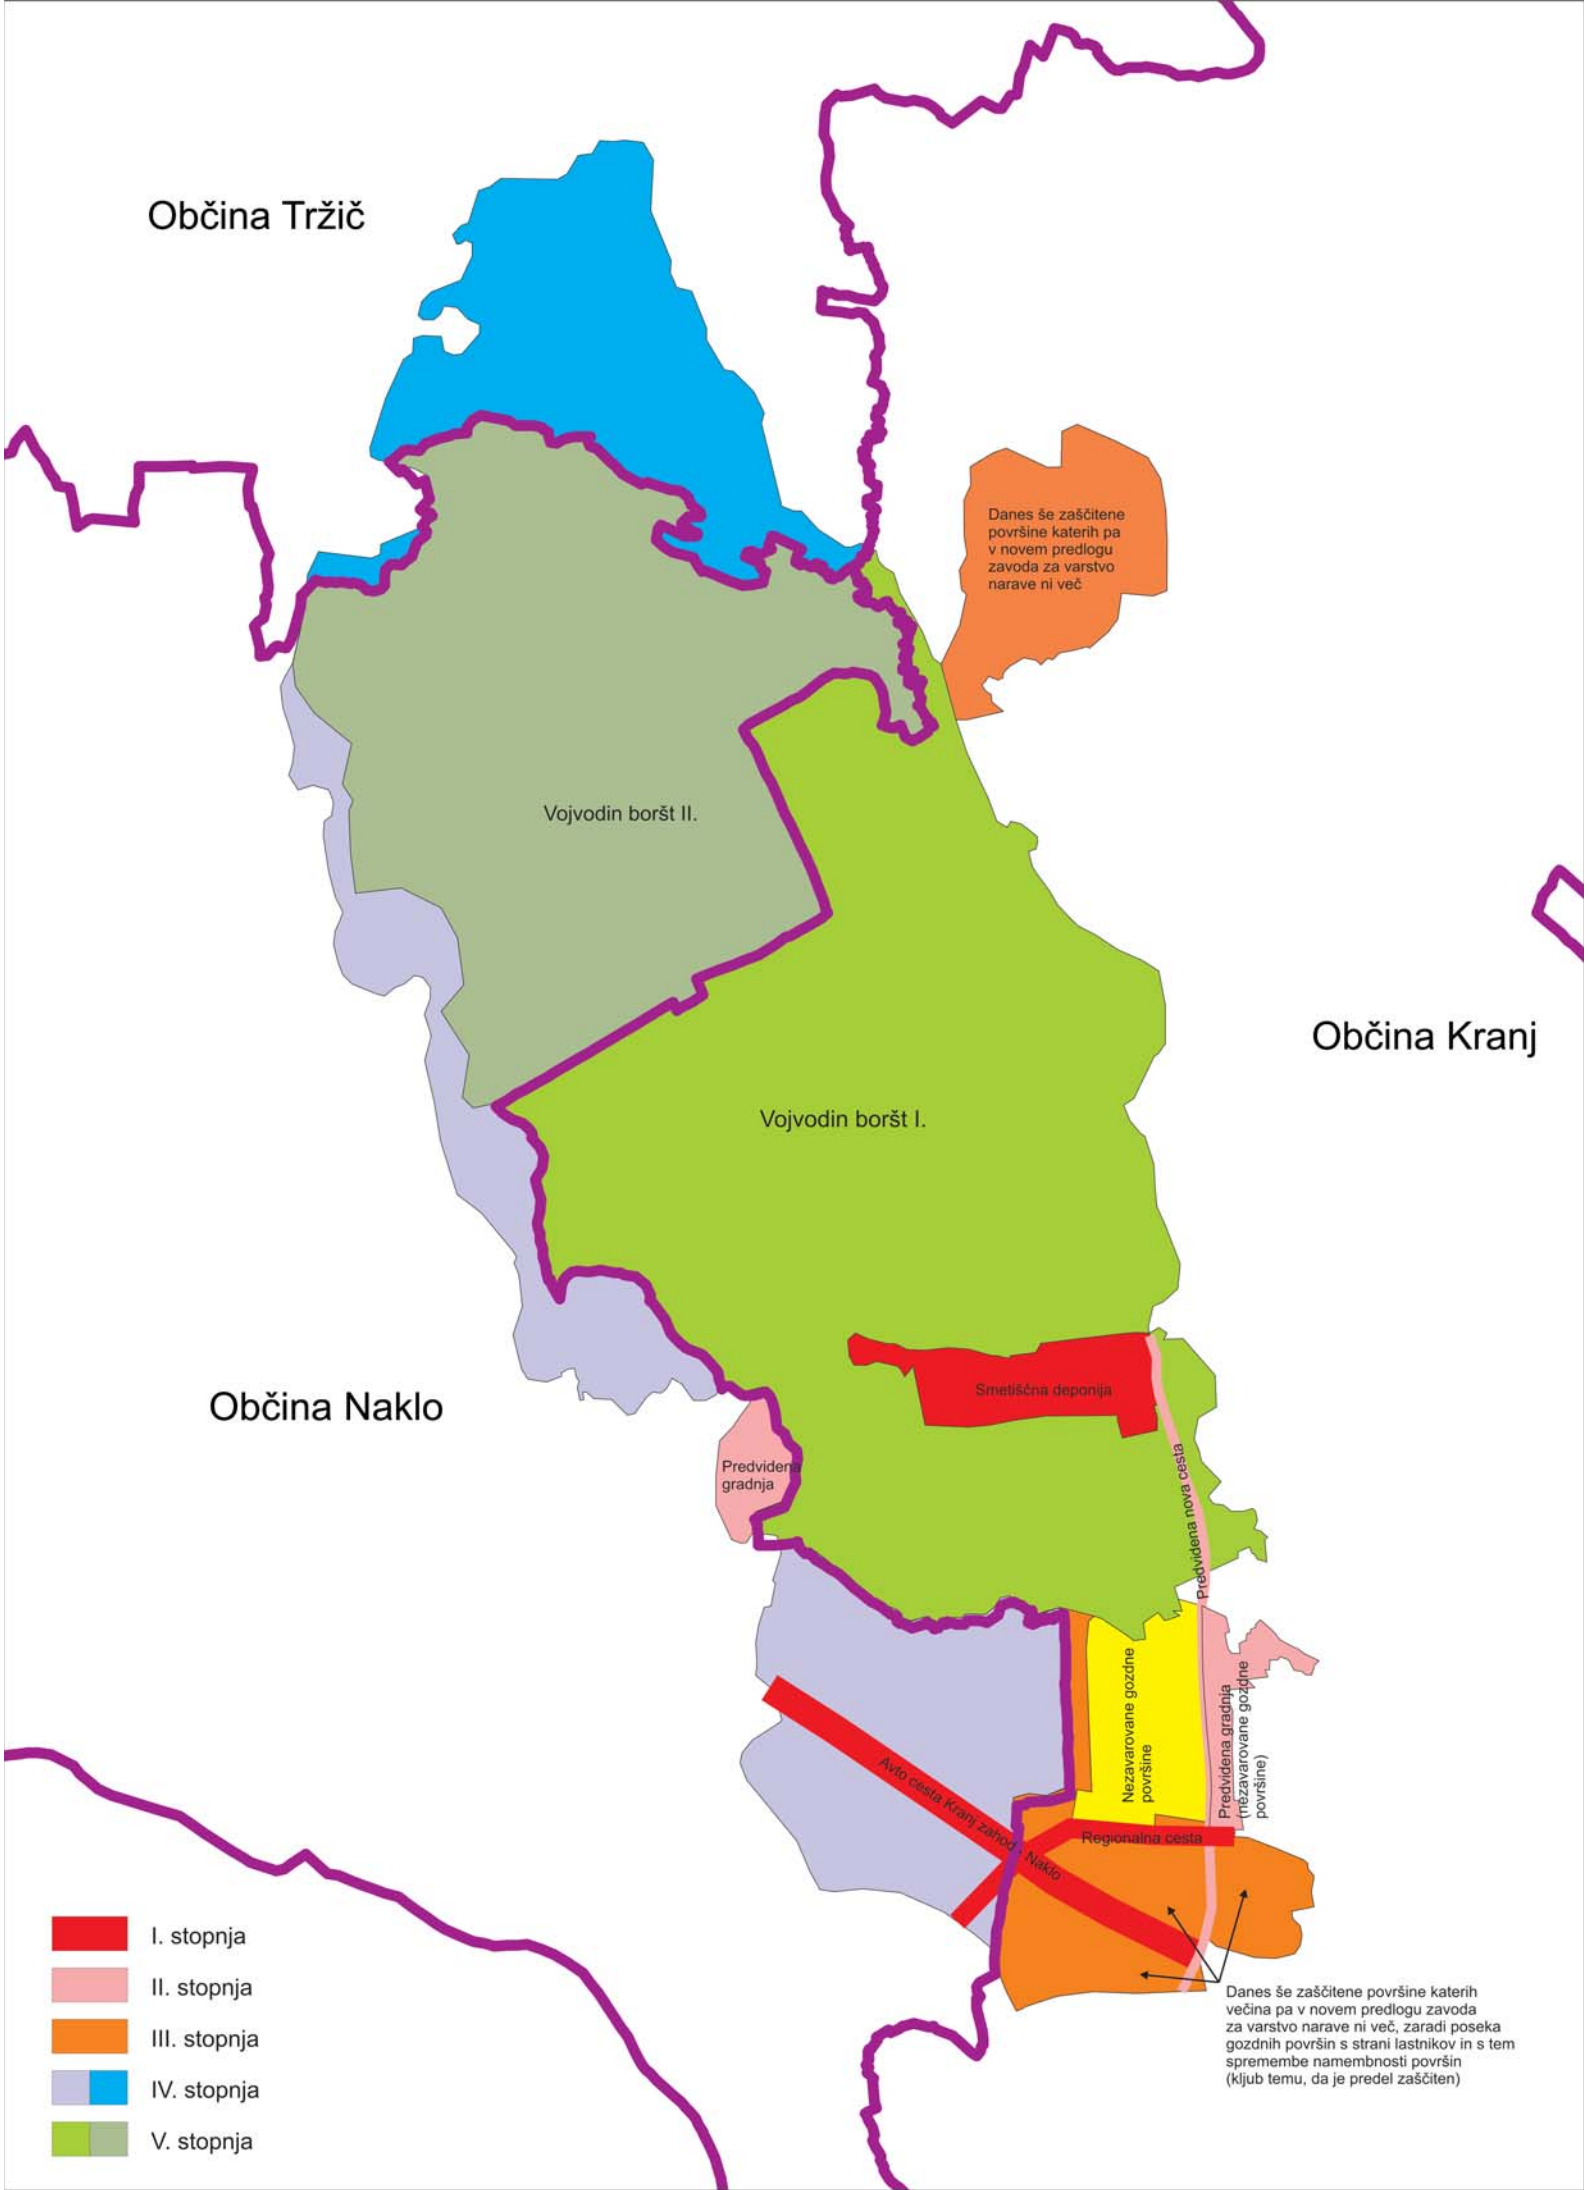 Občina Tržič
Danes še zaščitene
površine katerih pa
v novem predlogu
zavoda za varstvo
narave ni več
Vojvodin boršt II.
Občina Kranj
Vojvodin boršt I.
Smetiščna deponija
Občina Naklo
Predvidena
gradnja
Predvidena nova cesta
Nezavarovane gozdne
površine
Predvidena gradnja
(nezavarovane gozdne
površine)
Avto cesta Kranj zahod - Naklo
Regionalna cesta
I. stopnja
II. stopnja
III. stopnja
IV. stopnja
V. stopnja
Danes še zaščitene površine katerih
večina pa v novem predlogu zavoda
za varstvo narave ni več, zaradi poseka
gozdnih površin s strani lastnikov in s tem
spremembe namembnosti površin
(kljub temu, da je predel zaščiten)